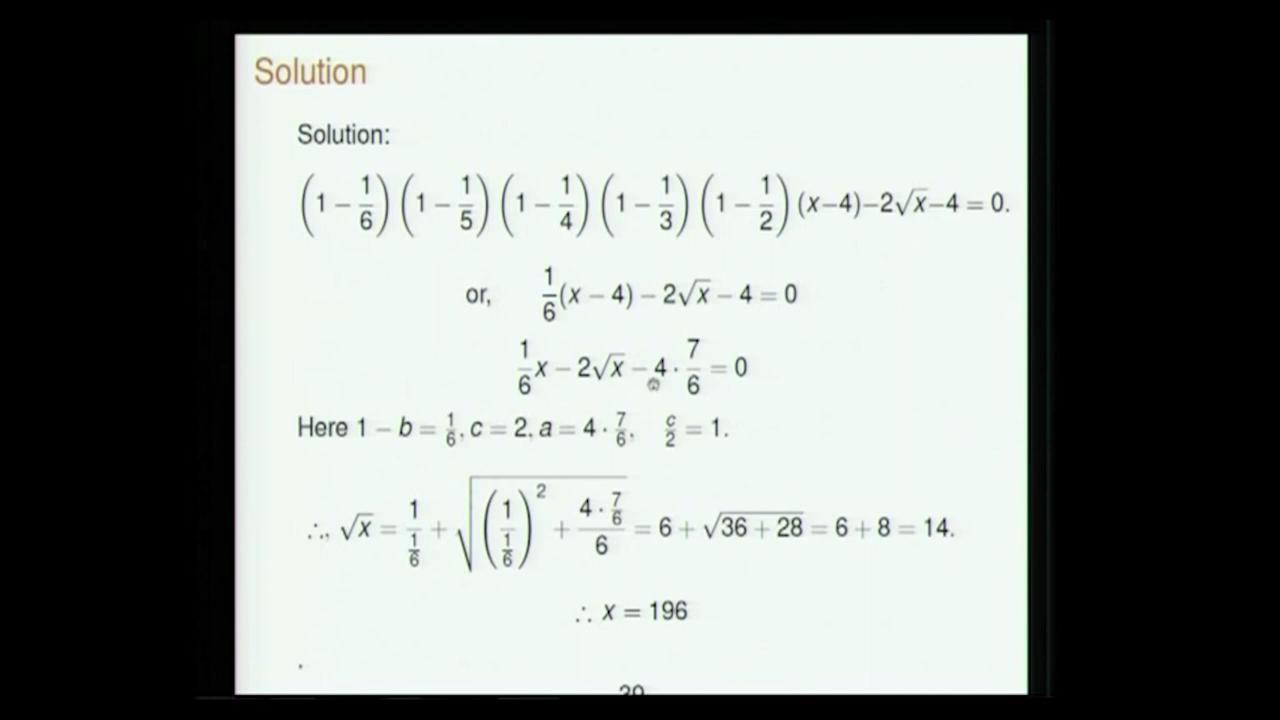 Solution
Solution:
(1 − 1/6)(1 − 1/5)(1 − 1/4)(1 − 1/3)(1 − 1/2)(x−4)−2√x−4 = 0.
or, 1/6(x − 4) − 2√x − 4 = 0
1/6 x − 2√x − 4 · 7/6 = 0
Here 1 − b = 1/6, c = 2, a = 4 · 7/6, c/2 = 1.
∴, √x = 1/(1/6) + √((1/(1/6))² + (4 · 7/6)/6) = 6 + √(36 + 28) = 6 + 8 = 14.
∴ x = 196
.